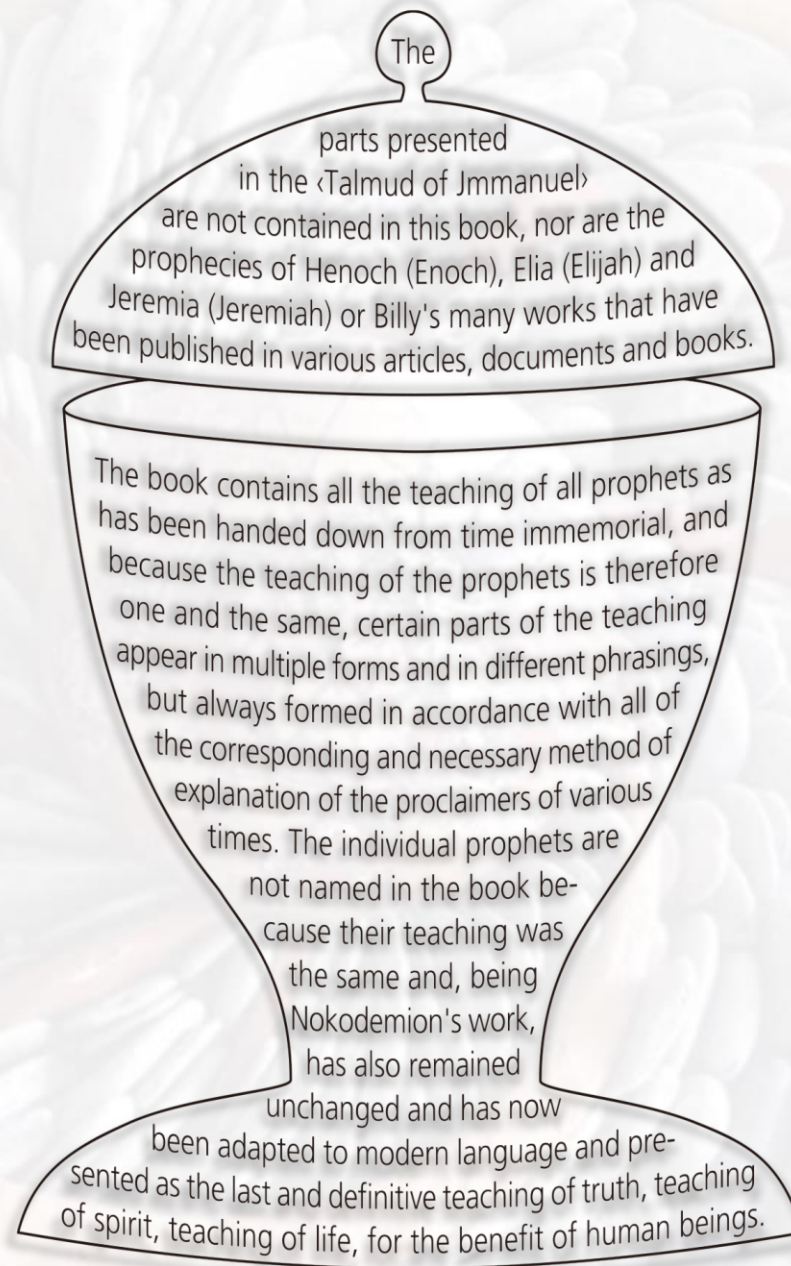 The
parts presented
in the ‹Talmud of Jmmanuel›
are not contained in this book, nor are the
prophecies of Henoch (Enoch), Elia (Elijah) and
Jeremia (Jeremiah) or Billy's many works that have
been published in various articles, documents and books.
The book contains all the teaching of all prophets as
has been handed down from time immemorial, and
because the teaching of the prophets is therefore
one and the same, certain parts of the teaching
appear in multiple forms and in different phrasings,
but always formed in accordance with all of
the corresponding and necessary method of
explanation of the proclaimers of various
times. The individual prophets are
not named in the book be-
cause their teaching was
the same and, being
Nokodemion's work,
has also remained
unchanged and has now
been adapted to modern language and pre-
sented as the last and definitive teaching of truth, teaching
of spirit, teaching of life, for the benefit of human beings.